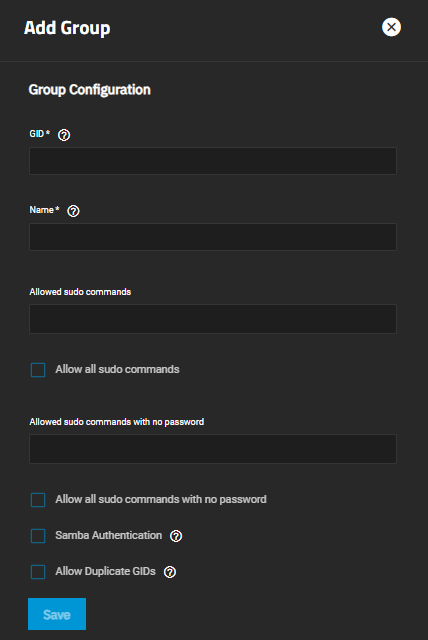 Add Group
Group Configuration
GID *
Name *
Allowed sudo commands
Allow all sudo commands
Allowed sudo commands with no password
Allow all sudo commands with no password
Samba Authentication
Allow Duplicate GIDs
Save